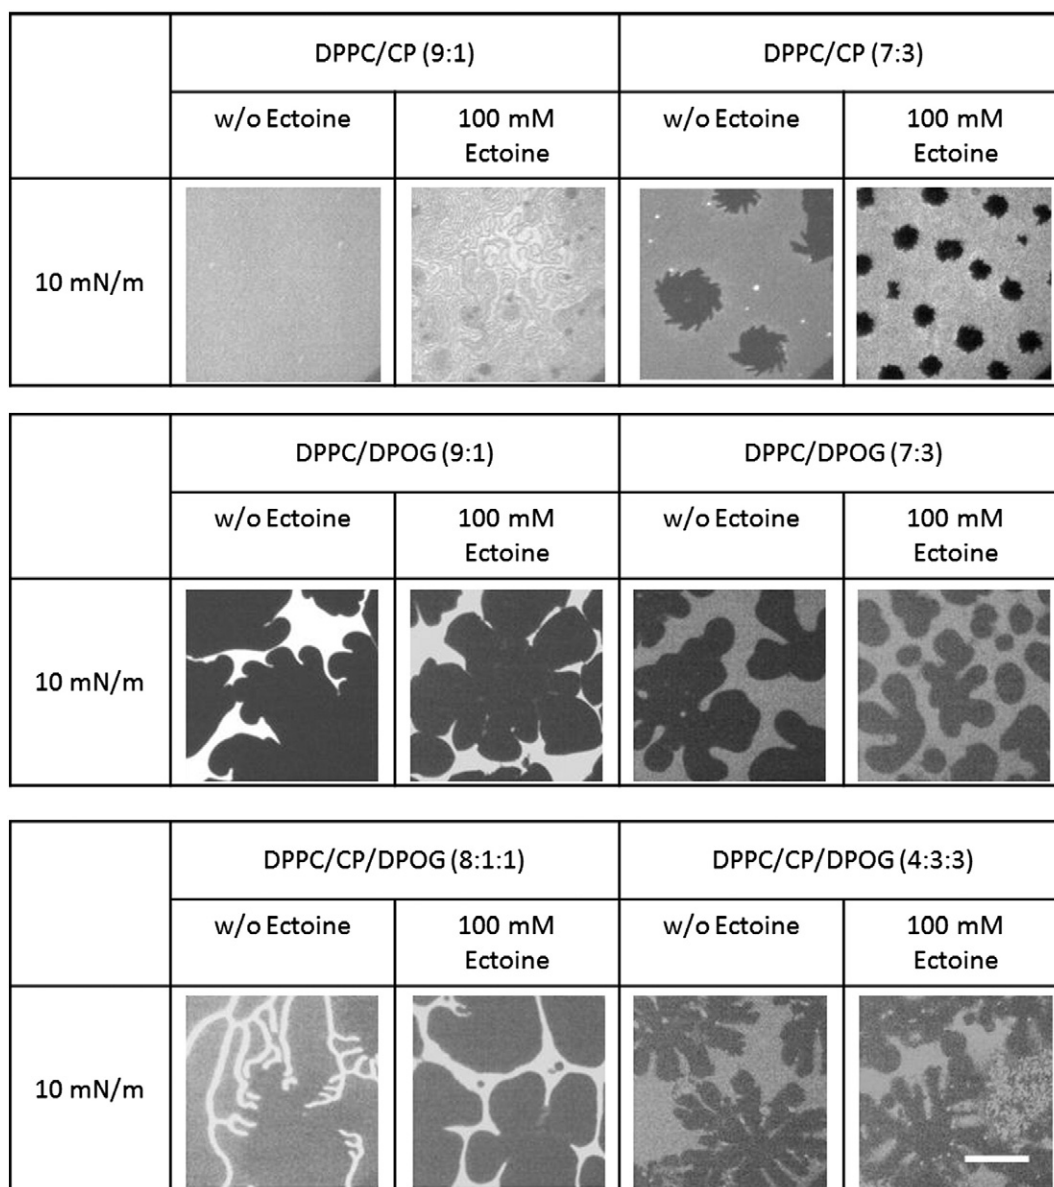 DPPC/CP (9:1) DPPC/CP (7:3)
w/o Ectoine 100 mM Ectoine w/o Ectoine 100 mM Ectoine
10 mN/m
DPPC/DPOG (9:1) DPPC/DPOG (7:3)
w/o Ectoine 100 mM Ectoine w/o Ectoine 100 mM Ectoine
10 mN/m
DPPC/CP/DPOG (8:1:1) DPPC/CP/DPOG (4:3:3)
w/o Ectoine 100 mM Ectoine w/o Ectoine 100 mM Ectoine
10 mN/m